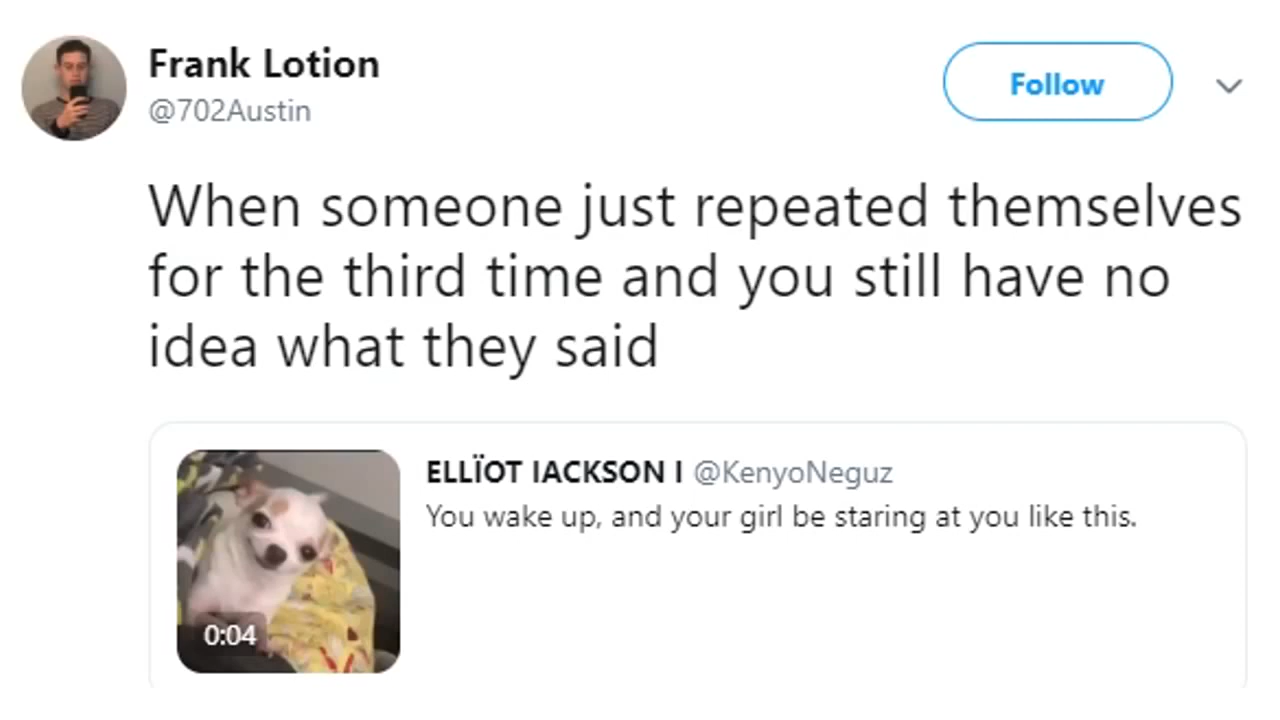 Frank Lotion
@702Austin
Follow
When someone just repeated themselves
for the third time and you still have no
idea what they said
ELLÏOT IACKSON I @KenyoNeguz
You wake up, and your girl be staring at you like this.
0:04